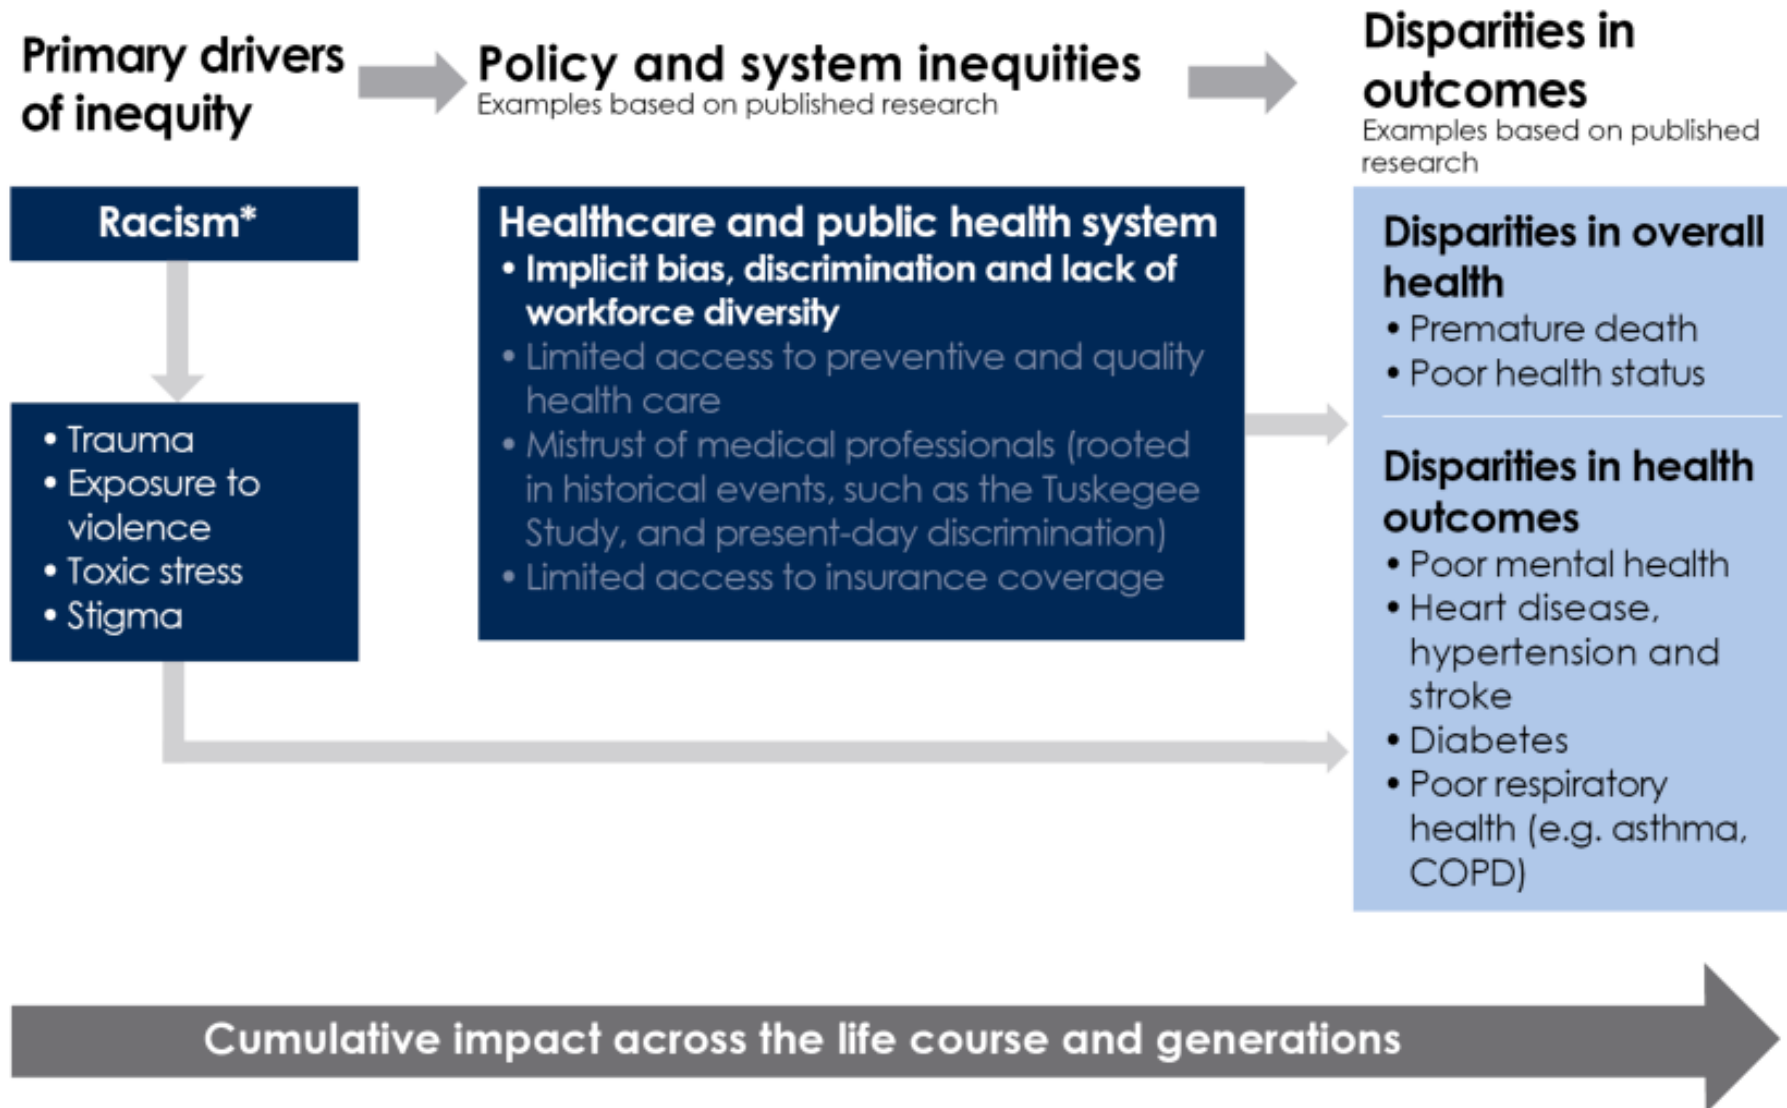 Primary drivers
of inequity
Policy and system inequities
Examples based on published research
Disparities in
outcomes
Examples based on published
research
Racism*
• Trauma
• Exposure to
violence
• Toxic stress
• Stigma
Healthcare and public health system
• Implicit bias, discrimination and lack of
workforce diversity
• Limited access to preventive and quality
health care
• Mistrust of medical professionals (rooted
in historical events, such as the Tuskegee
Study, and present-day discrimination)
• Limited access to insurance coverage
Disparities in overall
health
• Premature death
• Poor health status
Disparities in health
outcomes
• Poor mental health
• Heart disease,
hypertension and
stroke
• Diabetes
• Poor respiratory
health (e.g. asthma,
COPD)
Cumulative impact across the life course and generations